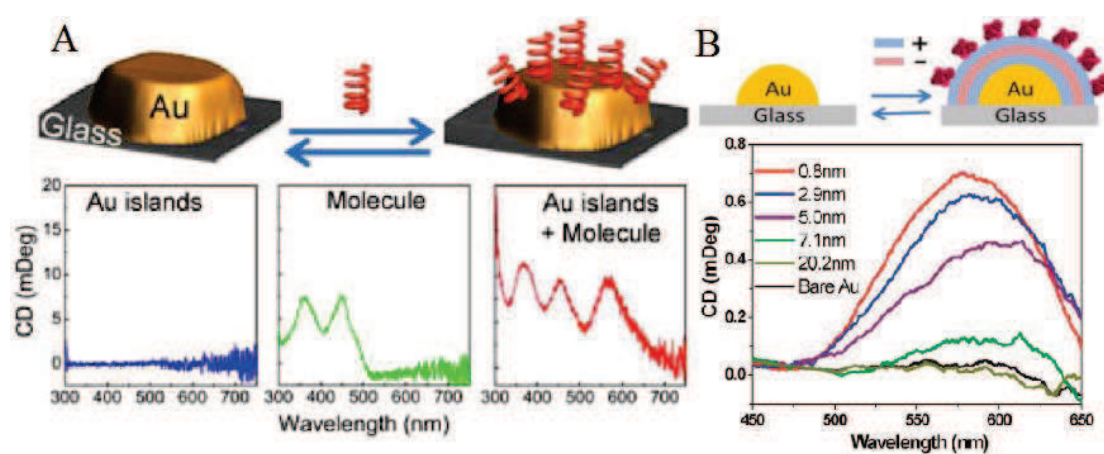 A
Au
Glass
Au islands
Molecule
Au islands
+ Molecule
CD (mDeg)
20
15
10
5
0
300 400 500 600 700
300 400 500 600 700
300 400 500 600 700
Wavelength (nm)
B
+
-
Au
Glass
Au
Glass
CD (mDeg)
0.8
0.6
0.4
0.2
0.0
0.8nm
2.9nm
5.0nm
7.1nm
20.2nm
Bare Au
450 500 550 600 650
Wavelength (nm)